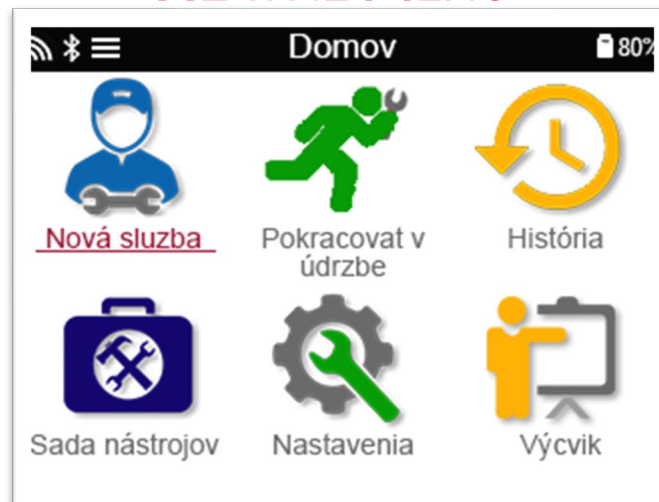 Domov
80%
Nová sluzba
Pokracovat v
údrzbe
História
Sada nástrojov
Nastavenia
Výcvik